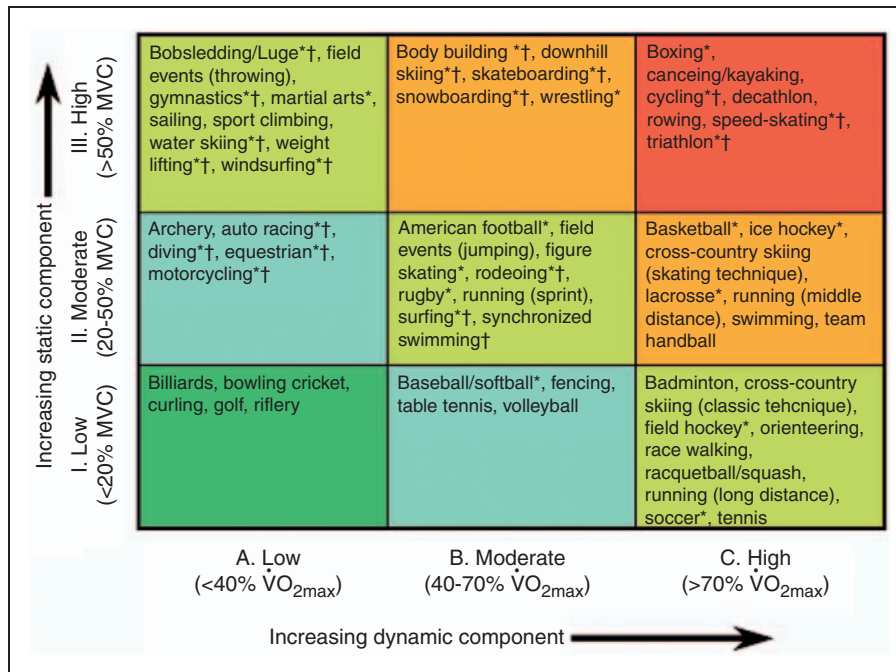 Increasing static component
III. High
(>50% MVC)
Bobsledding/Luge*†, field
events (throwing),
gymnastics*†, martial arts*,
sailing, sport climbing,
water skiing*†, weight
lifting*†, windsurfing*†
Body building *†, downhill
skiing*†, skateboarding*†,
snowboarding*†, wrestling*
Boxing*,
canceing/kayaking,
cycling*†, decathlon,
rowing, speed-skating*†,
triathlon*†
II. Moderate
(20-50% MVC)
Archery, auto racing*†,
diving*†, equestrian*†,
motorcycling*†
American football*, field
events (jumping), figure
skating*, rodeoing*†,
rugby*, running (sprint),
surfing*†, synchronized
swimming†
Basketball*, ice hockey*,
cross-country skiing
(skating technique),
lacrosse*, running (middle
distance), swimming, team
handball
I. Low
(<20% MVC)
Billiards, bowling cricket,
curling, golf, riflery
Baseball/softball*, fencing,
table tennis, volleyball
Badminton, cross-country
skiing (classic tehcnique),
field hockey*, orienteering,
race walking,
racquetball/squash,
running (long distance),
soccer*, tennis
A. Low
(<40% V̇O2max)
B. Moderate
(40-70% V̇O2max)
C. High
(>70% V̇O2max)
Increasing dynamic component